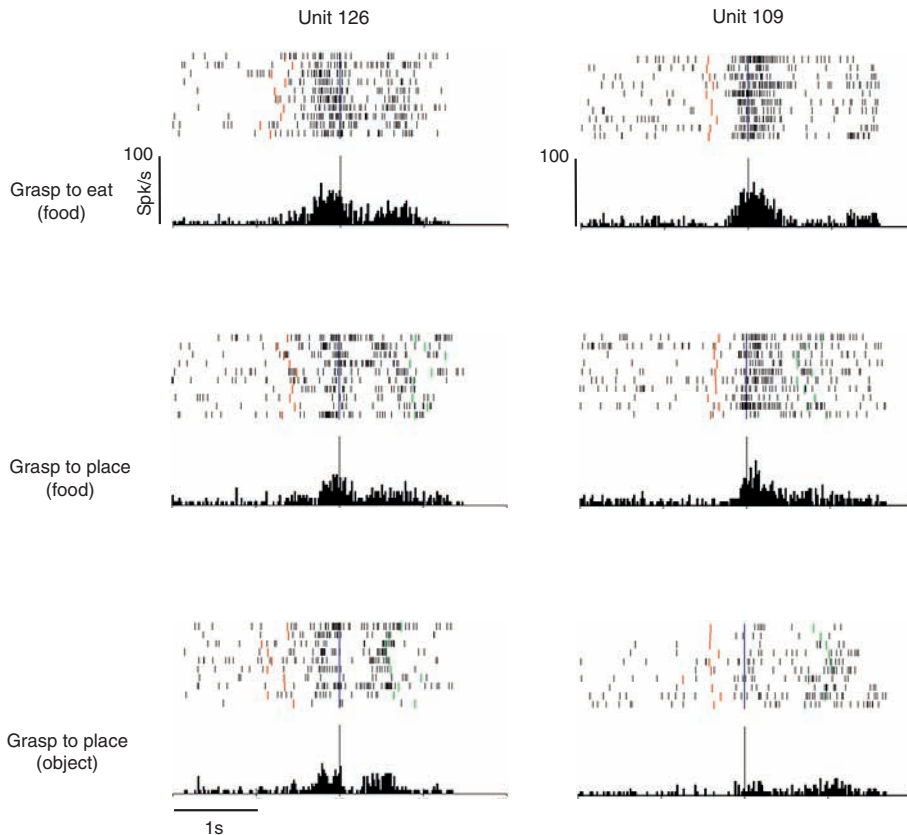 Unit 126
Unit 109
100
Spk/s
100
Grasp to eat
(food)
Grasp to place
(food)
Grasp to place
(object)
1s